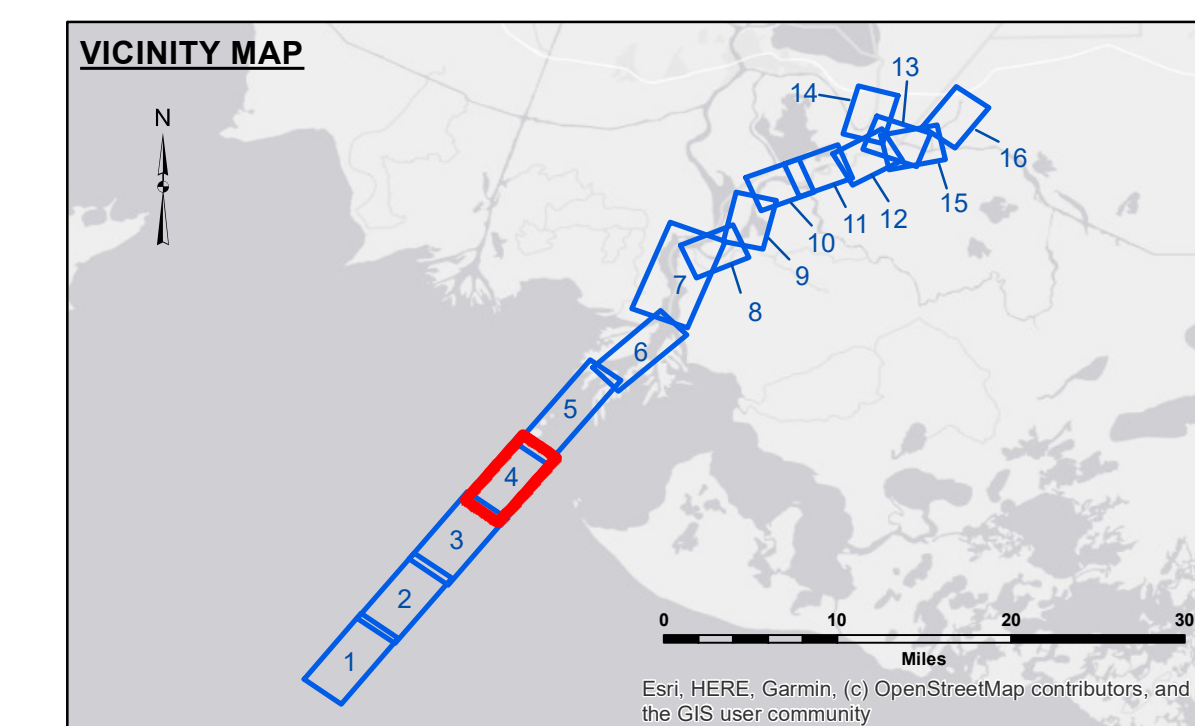 VICINITY MAP
N
13
14
16
15
12
11
10
9
8
7
6
5
4
3
2
1
0 10 20 30
Miles
Esri, HERE, Garmin, (c) OpenStreetMap contributors, and
the GIS user community